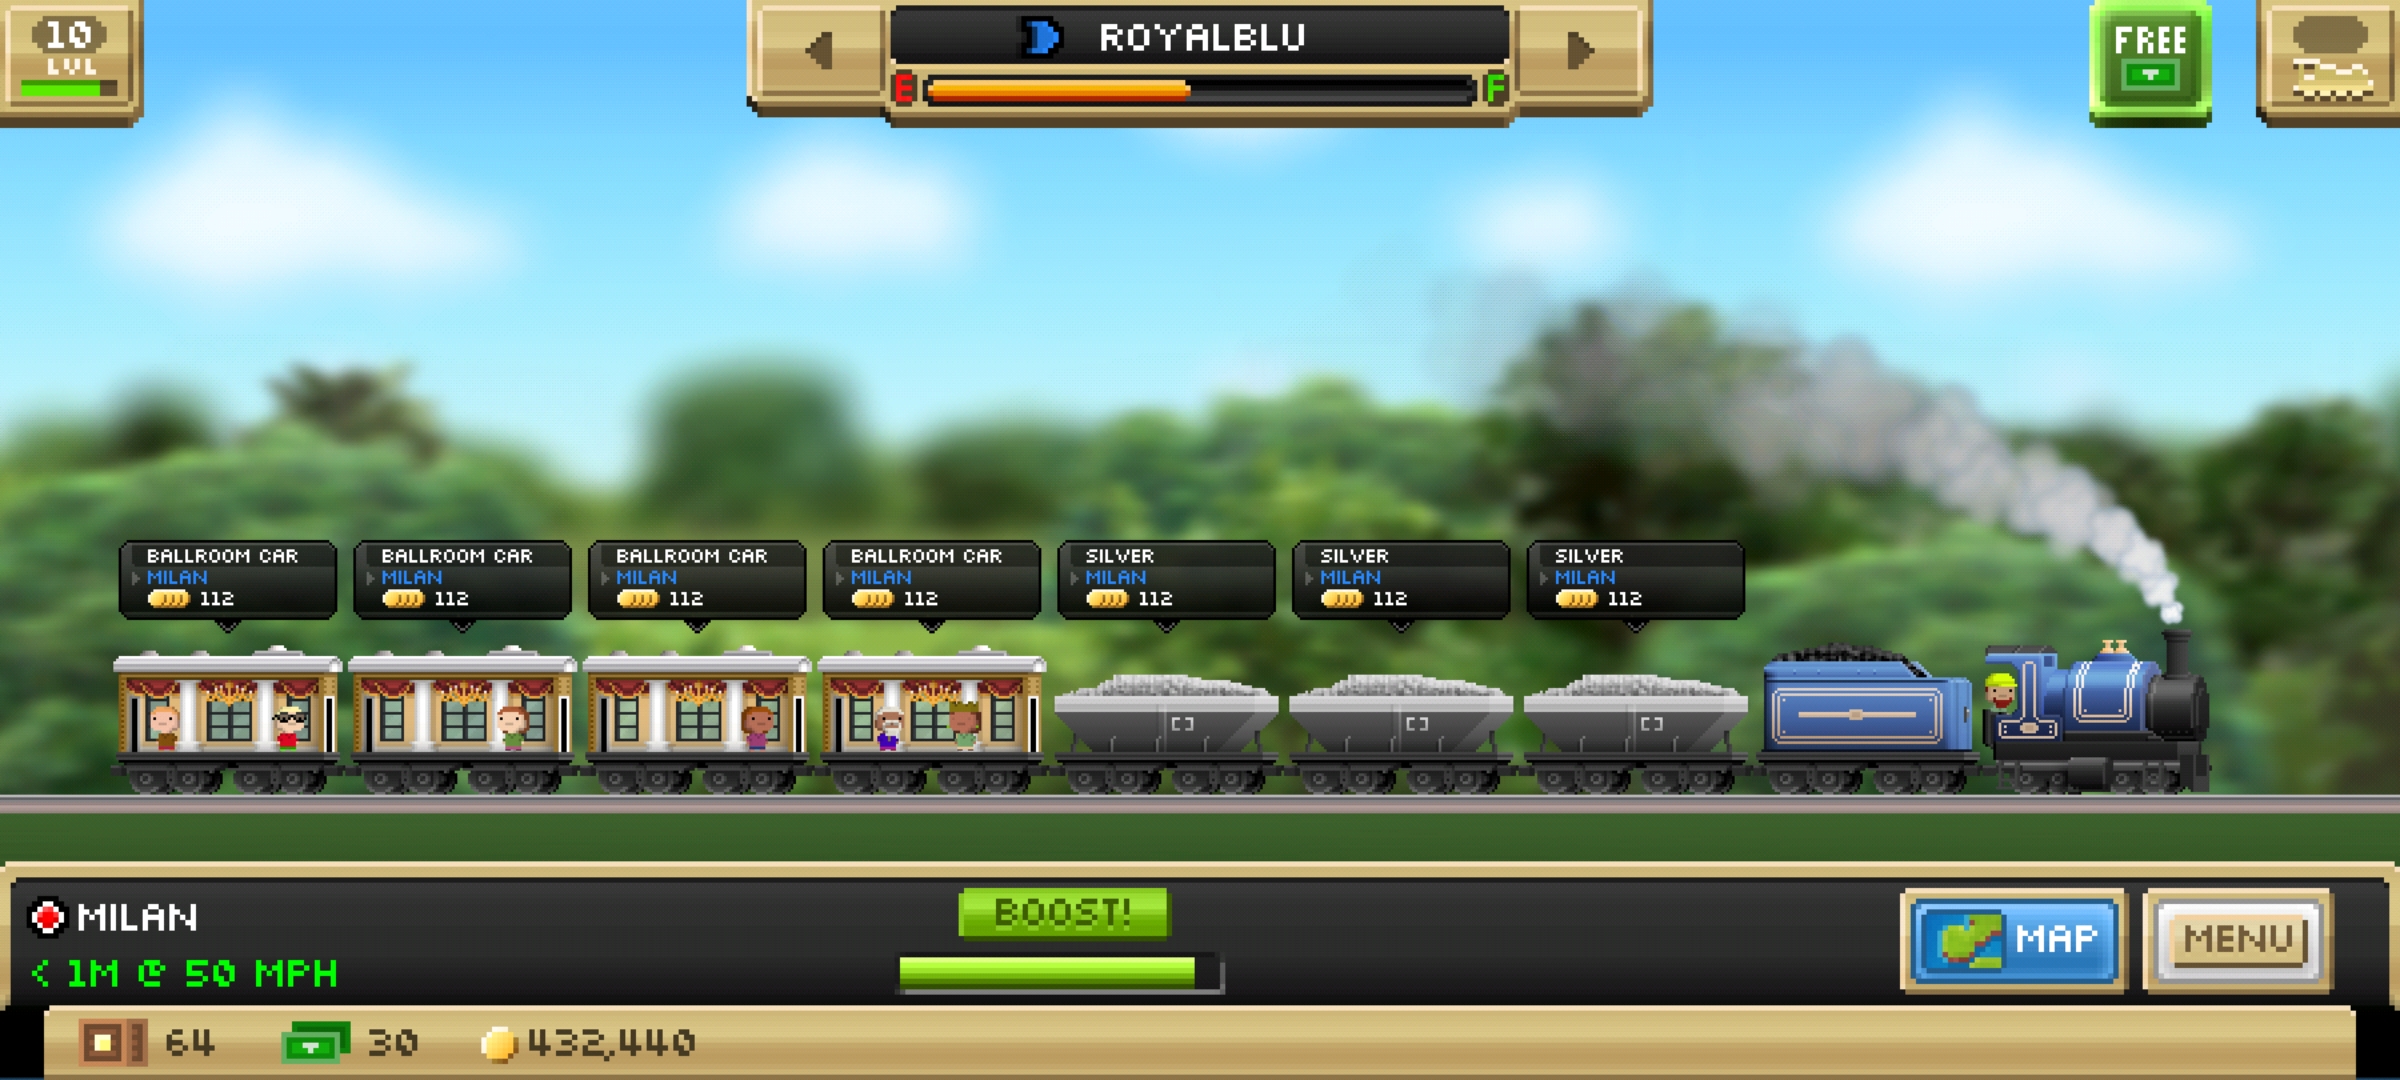 10
LVL
ROYALBLU
E F
FREE
BALLROOM CAR
MILAN
112
BALLROOM CAR
MILAN
112
BALLROOM CAR
MILAN
112
BALLROOM CAR
MILAN
112
SILVER
MILAN
112
SILVER
MILAN
112
SILVER
MILAN
112
MILAN
< 1M @ 50 MPH
BOOST!
MAP
MENU
64 30 432,440